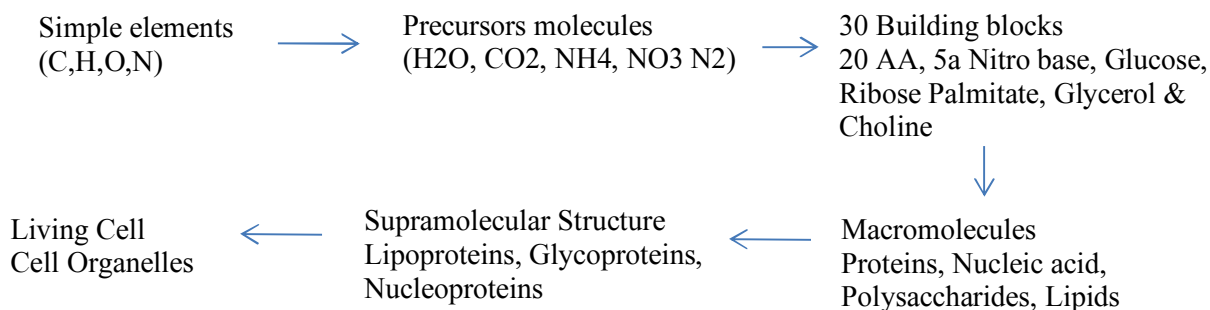 Simple elements
(C,H,O,N)
Precursors molecules
(H2O, CO2, NH4, NO3 N2)
30 Building blocks
20 AA, 5a Nitro base, Glucose,
Ribose Palmitate, Glycerol &
Choline
Macromolecules
Proteins, Nucleic acid,
Polysaccharides, Lipids
Supramolecular Structure
Lipoproteins, Glycoproteins,
Nucleoproteins
Living Cell
Cell Organelles